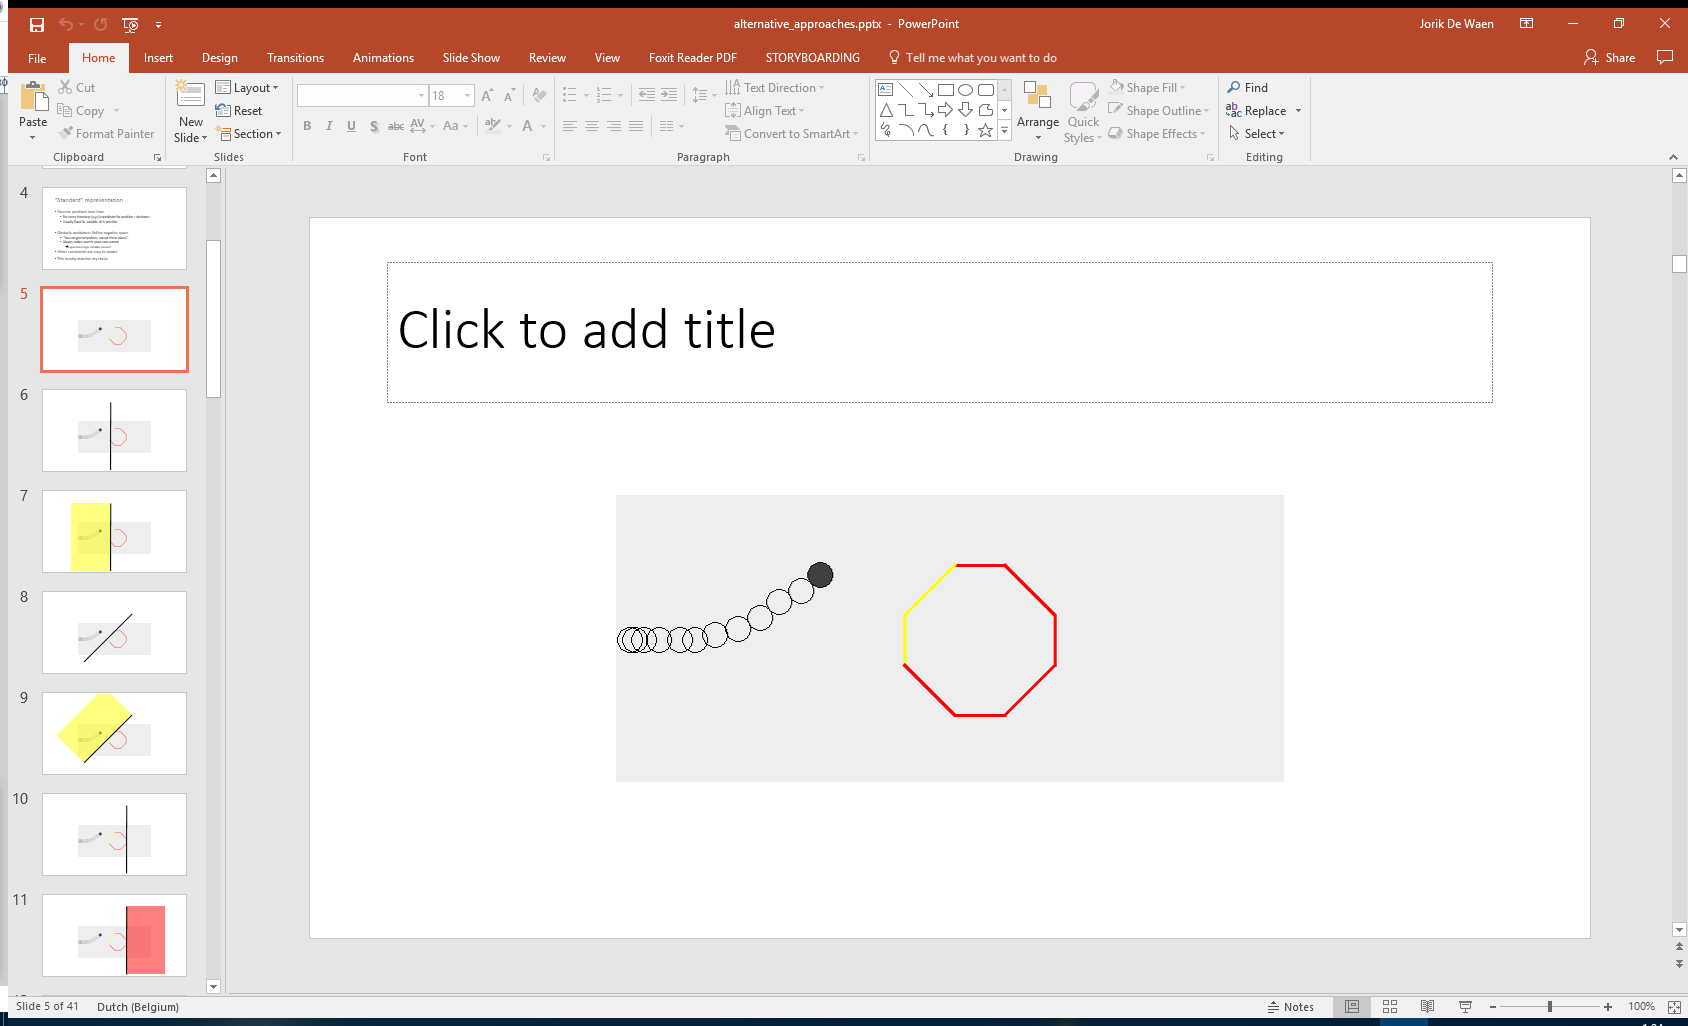 alternative_approaches.pptx - PowerPoint
Jorik De Waen
File Home Insert Design Transitions Animations Slide Show Review View Foxit Reader PDF STORYBOARDING Tell me what you want to do
Share
Paste
Cut
Copy
Format Painter
Clipboard
New
Slide
Layout
Reset
Section
Slides
18
B I U S abc AV Aa A
Font
Text Direction
Align Text
Convert to SmartArt
Paragraph
Arrange
Quick
Styles
Shape Fill
Shape Outline
Shape Effects
Drawing
Find
Replace
Select
Editing
4
"Standard" representation
5
6
7
8
9
10
11
Click to add title
Slide 5 of 41
Dutch (Belgium)
Notes
100%